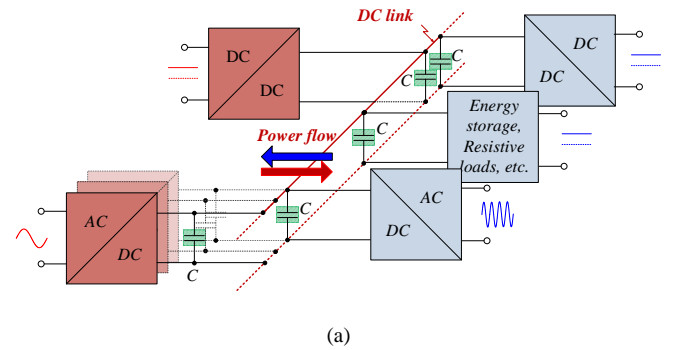 DC link
DC
DC
C
C
DC
DC
Energy
storage,
Resistive
loads, etc.
C
Power flow
AC
DC
C
C
AC
DC
(a)